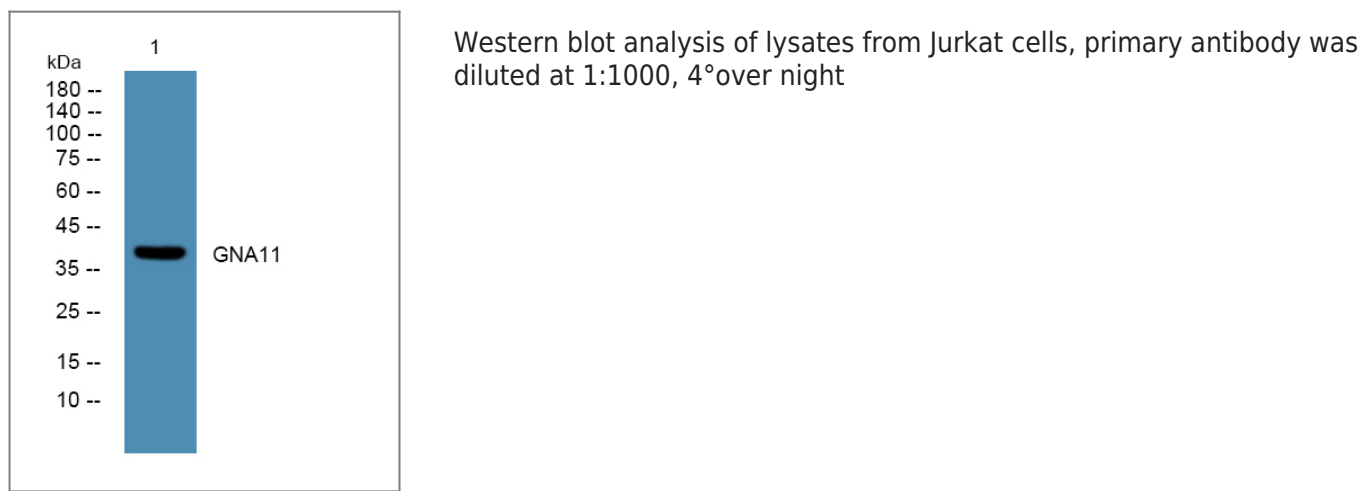 1
kDa
180 --
140 --
100 --
75 --
60 --
45 --
GNA11
35 --
25 --
15 --
10 --
Western blot analysis of lysates from Jurkat cells, primary antibody was
diluted at 1:1000, 4°over night